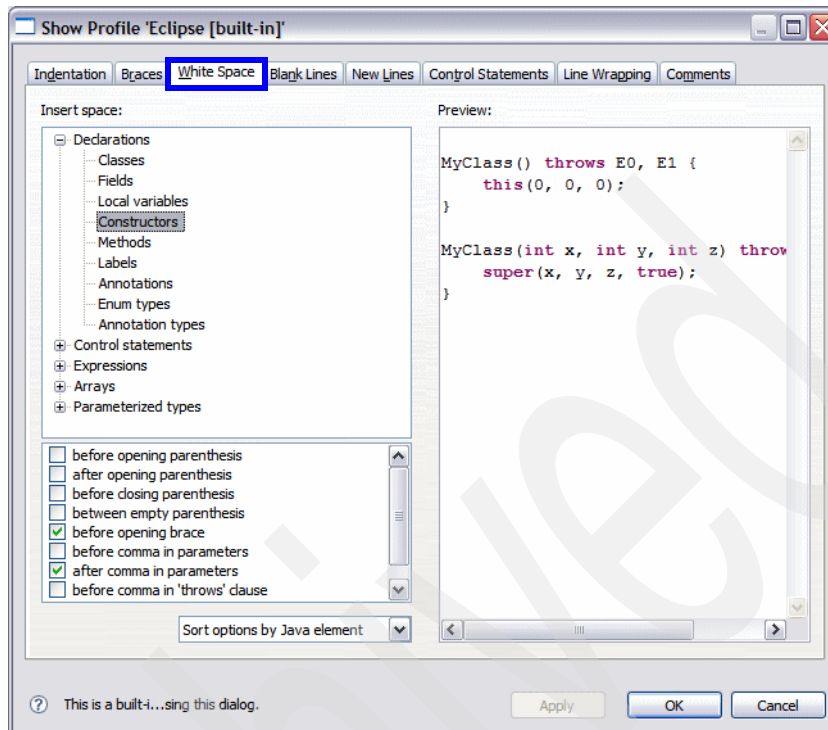 Show Profile 'Eclipse [built-in]'
Indentation Braces White Space Blank Lines New Lines Control Statements Line Wrapping Comments
Insert space:
Declarations
Classes
Fields
Local variables
Constructors
Methods
Labels
Annotations
Enum types
Annotation types
Control statements
Expressions
Arrays
Parameterized types
before opening parenthesis
after opening parenthesis
before closing parenthesis
between empty parenthesis
before opening brace
before comma in parameters
after comma in parameters
before comma in 'throws' clause
Sort options by Java element
Preview:
MyClass() throws E0, E1 {
this(0, 0, 0);
}
MyClass(int x, int y, int z) throw
super(x, y, z, true);
}
This is a built-i...sing this dialog.
Apply OK Cancel